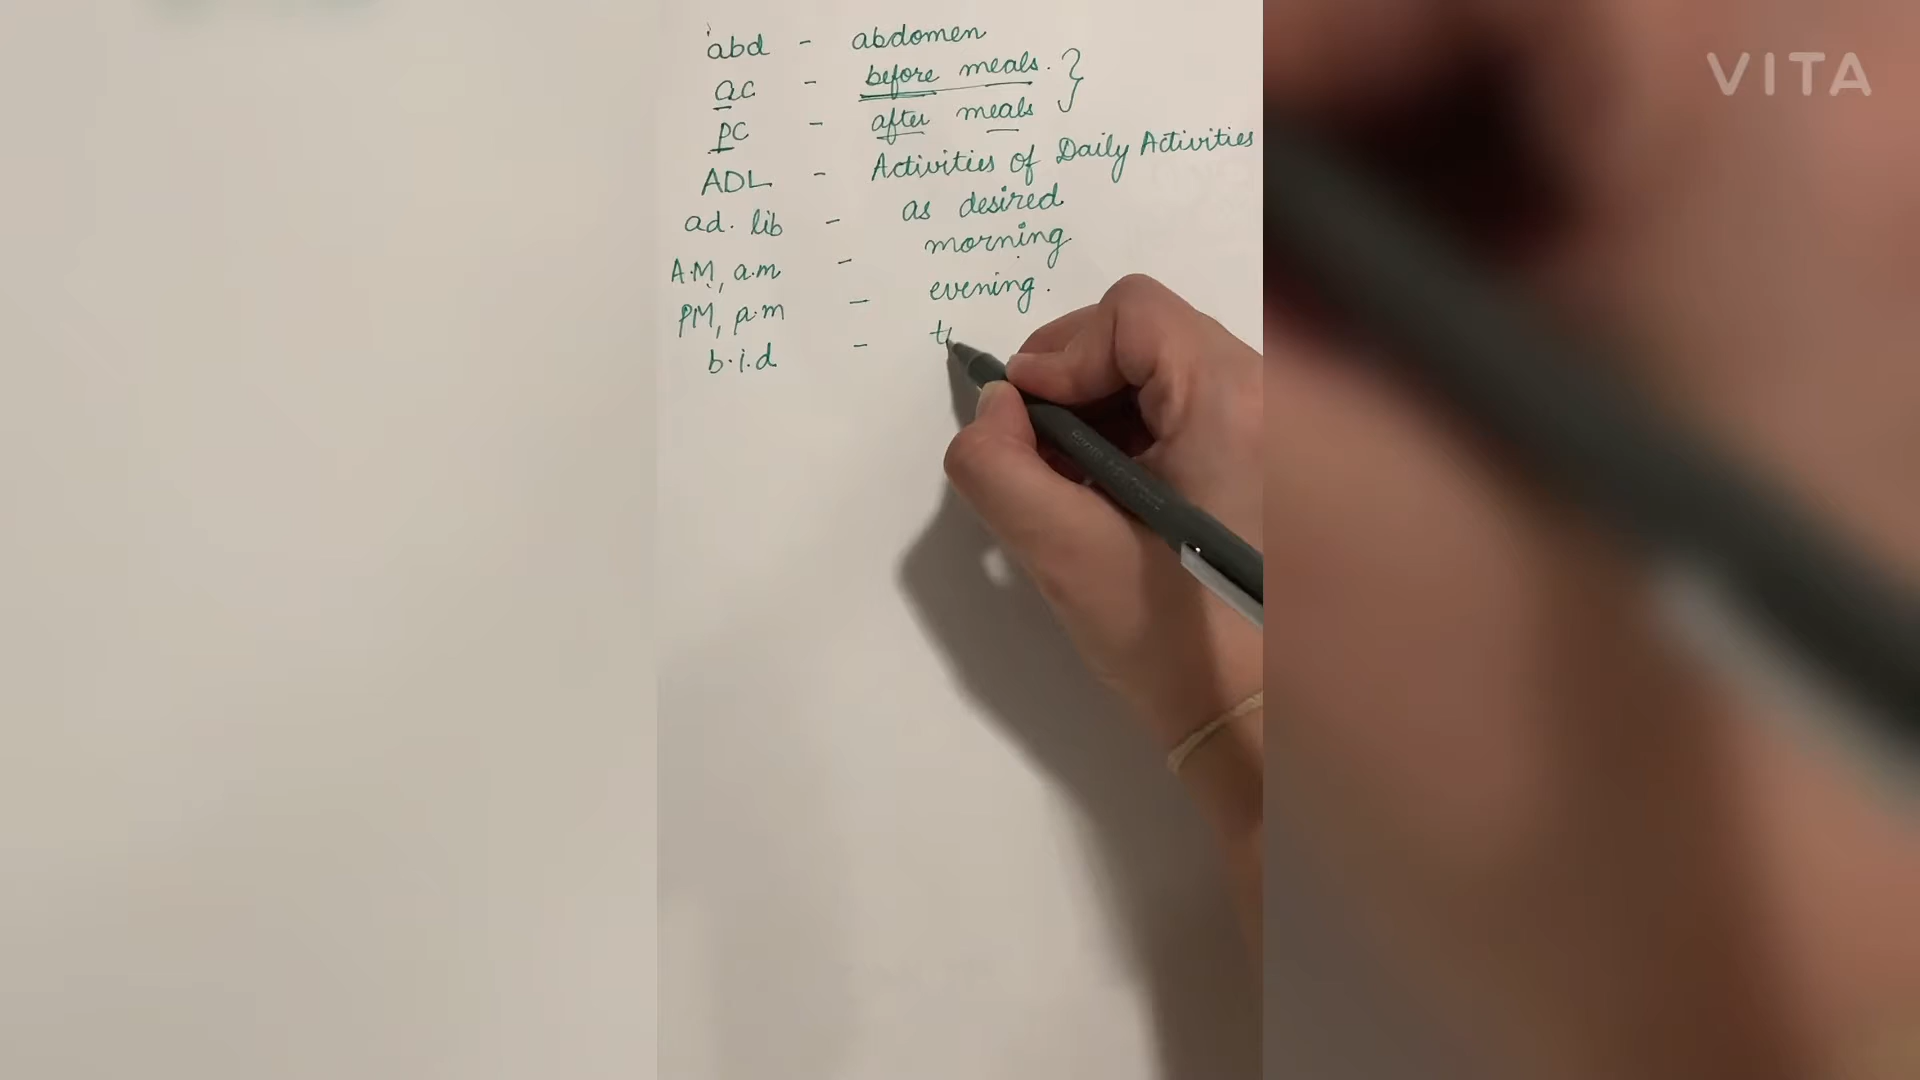 abd - abdomen
ac - before meals. }
PC - after meals
ADL - Activities of Daily Activities
ad. lib - as desired
A.M, a.m - morning.
PM, p.m - evening.
b.i.d - t
VITA